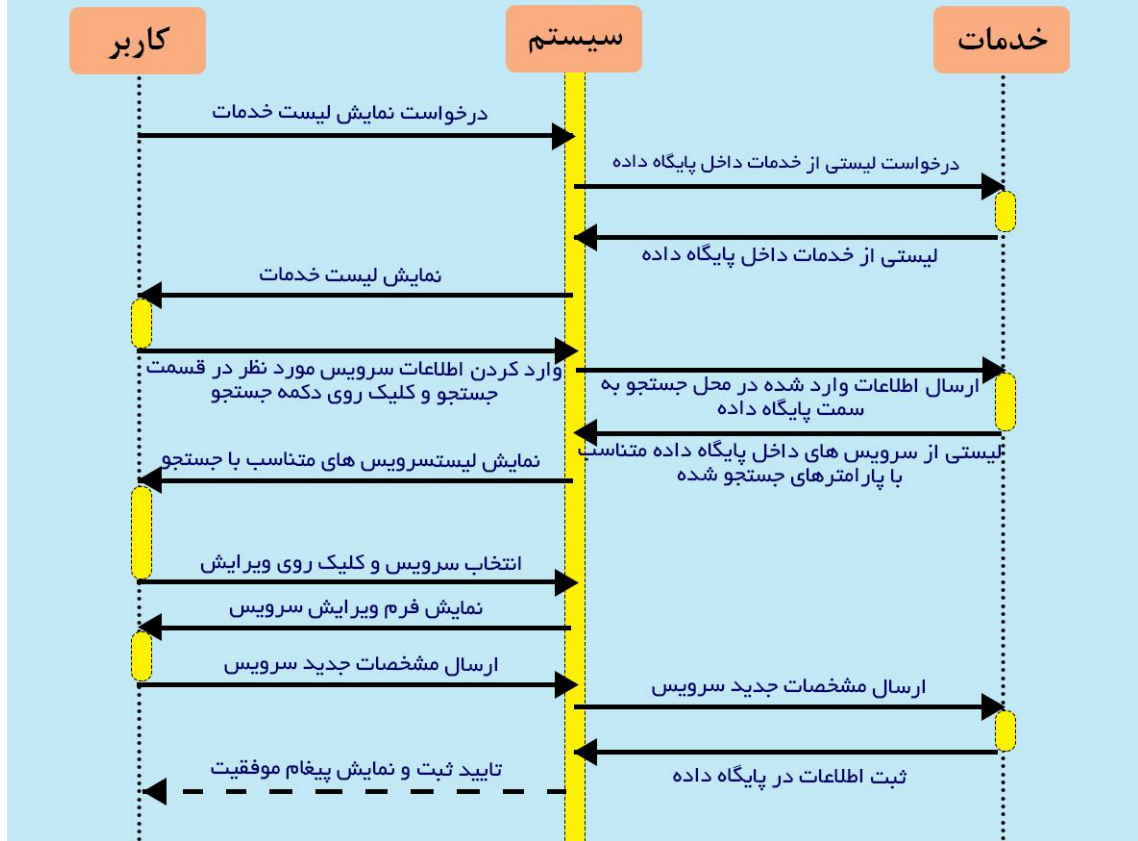 کاربر
سیستم
خدمات
درخواست نمایش لیست خدمات
درخواست لیستی از خدمات داخل پایگاه داده
لیستی از خدمات داخل پایگاه داده
نمایش لیست خدمات
وارد کردن اطلاعات سرویس مورد نظر در قسمت
جستجو و کلیک روی دکمه جستجو
ارسال اطلاعات وارد شده در محل جستجو به
سمت پایگاه داده
لیستی از سرویس های داخل پایگاه داده متناسب
با پارامترهای جستجو شده
نمایش لیستسرویس های متناسب با جستجو
انتخاب سرویس و کلیک روی ویرایش
نمایش فرم ویرایش سرویس
ارسال مشخصات جدید سرویس
ارسال مشخصات جدید سرویس
ثبت اطلاعات در پایگاه داده
تایید ثبت و نمایش پیغام موفقیت